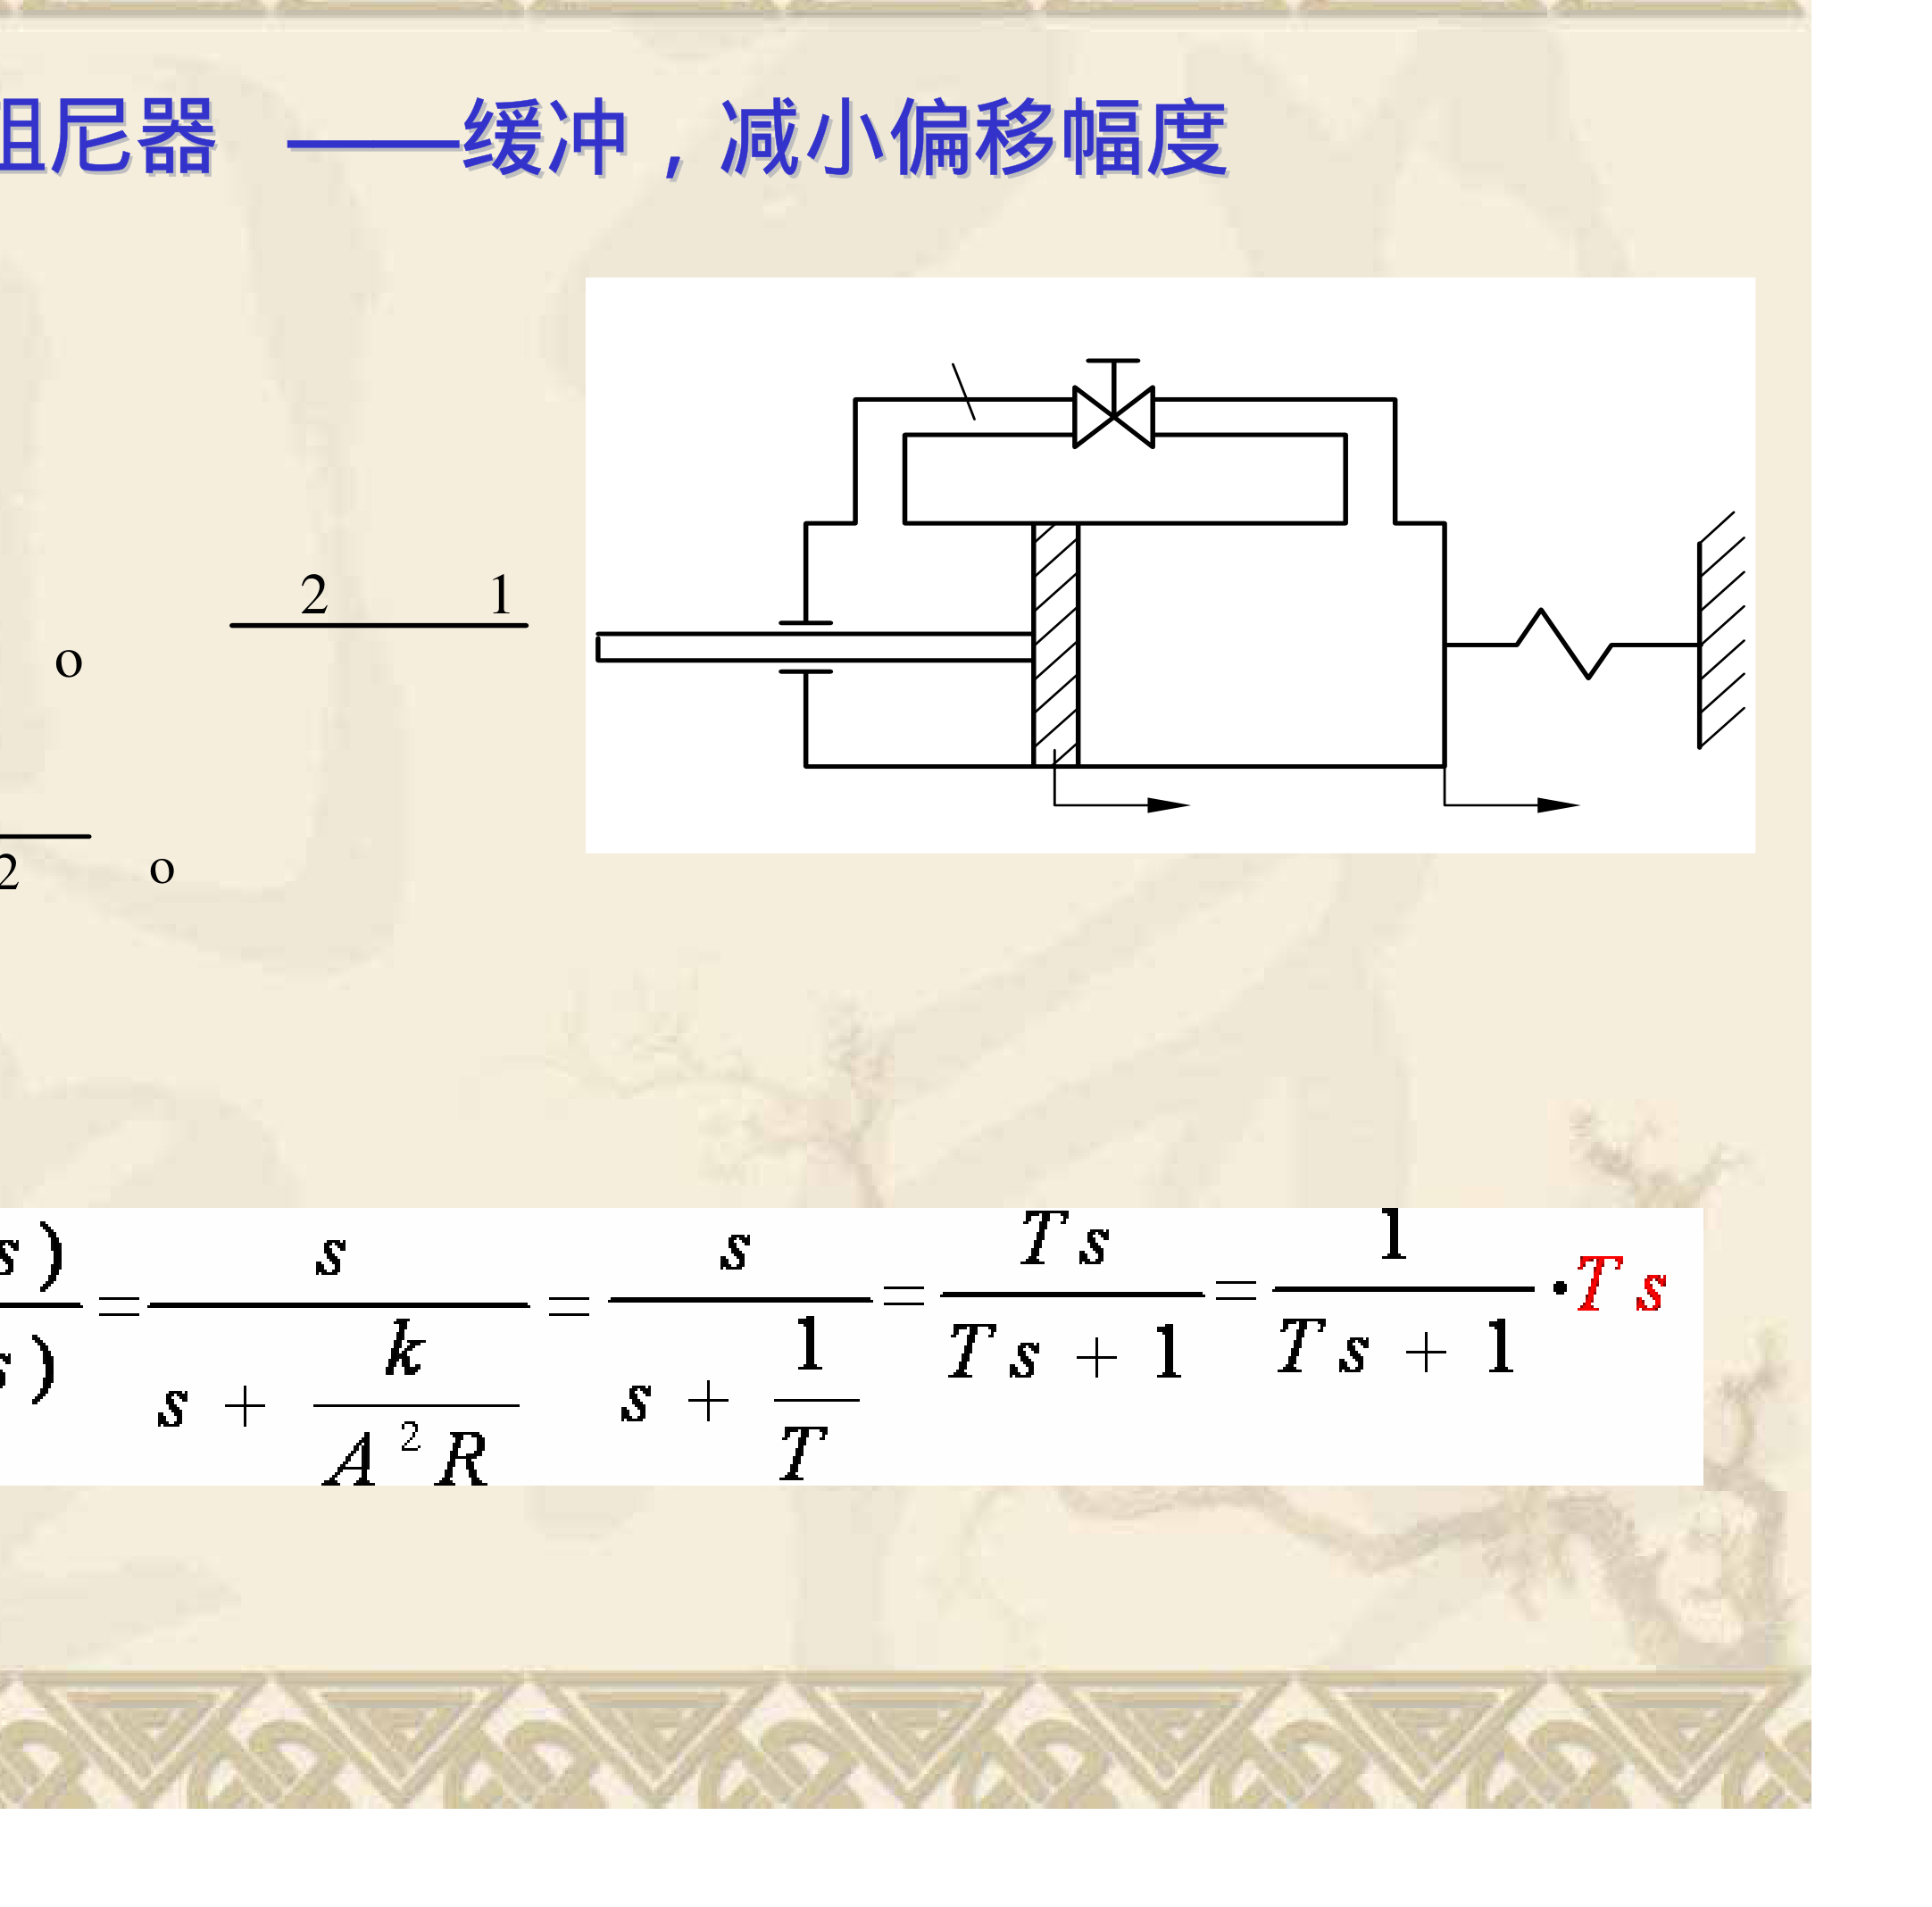 阻尼器 ——缓冲，减小偏移幅度
2 1
o
2 o
s) / s) = s / (s + k / (A²R)) = s / (s + 1/T) = Ts / (Ts + 1) = 1 / (Ts + 1) · Ts